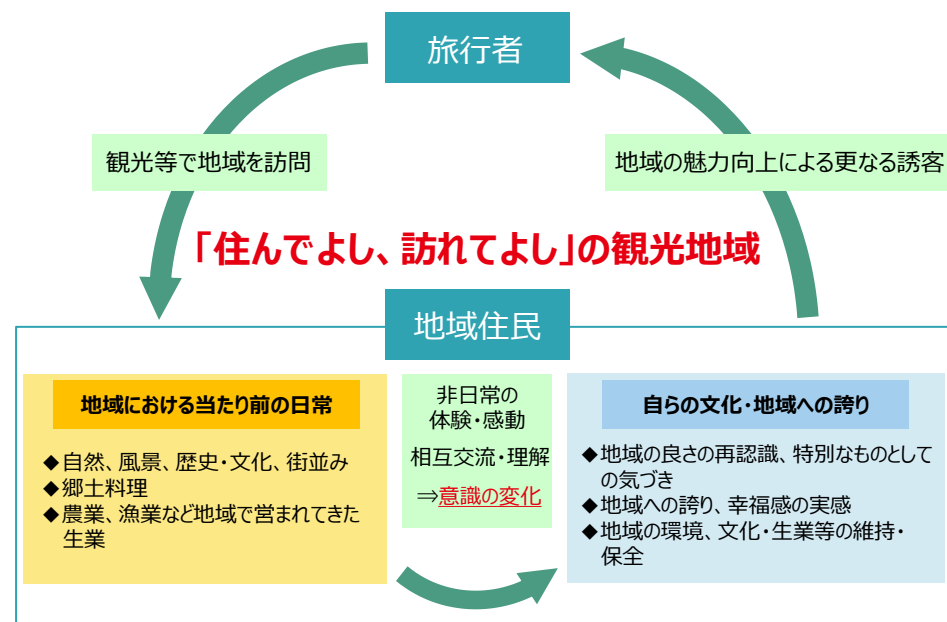 旅行者
観光等で地域を訪問
地域の魅力向上による更なる誘客
「住んでよし、訪れてよし」の観光地域
地域住民
地域における当たり前の日常
◆自然、風景、歴史・文化、街並み
◆郷土料理
◆農業、漁業など地域で営まれてきた
生業
非日常の
体験・感動
相互交流・理解
⇒意識の変化
自らの文化・地域への誇り
◆地域の良さの再認識、特別なものとして
の気づき
◆地域への誇り、幸福感の実感
◆地域の環境、文化・生業等の維持・
保全